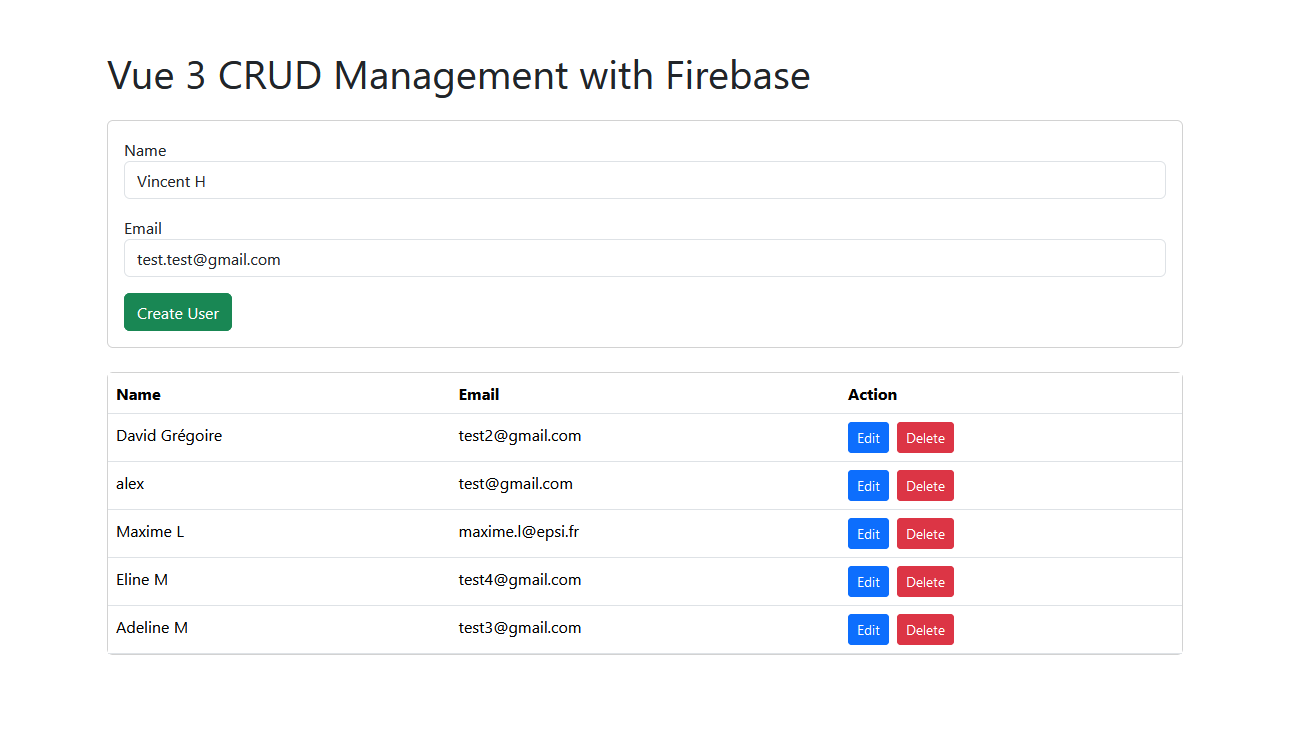 Vue 3 CRUD Management with Firebase
Name
Vincent H
Email
test.test@gmail.com
Create User
Name Email Action
David Grégoire test2@gmail.com Edit Delete
alex test@gmail.com Edit Delete
Maxime L maxime.l@epsi.fr Edit Delete
Eline M test4@gmail.com Edit Delete
Adeline M test3@gmail.com Edit Delete